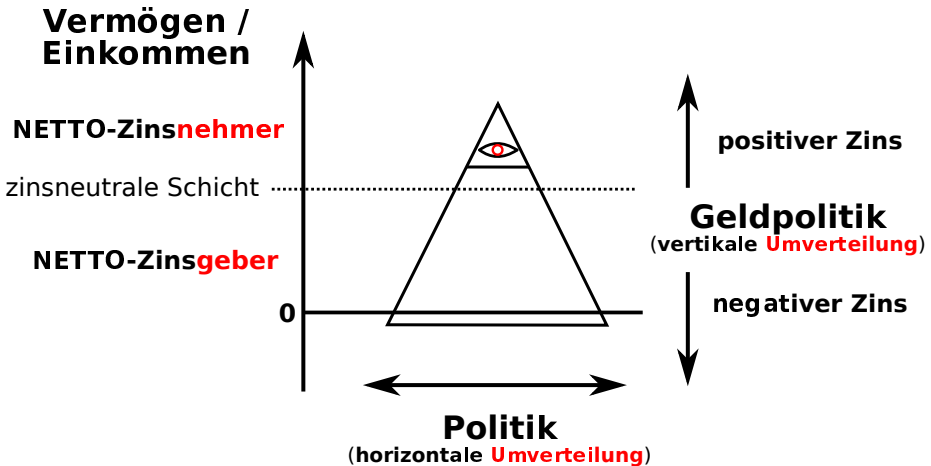 Vermögen /
Einkommen
NETTO-Zinsnehmer
zinsneutrale Schicht
NETTO-Zinsgeber
0
positiver Zins
Geldpolitik
(vertikale Umverteilung)
negativer Zins
Politik
(horizontale Umverteilung)